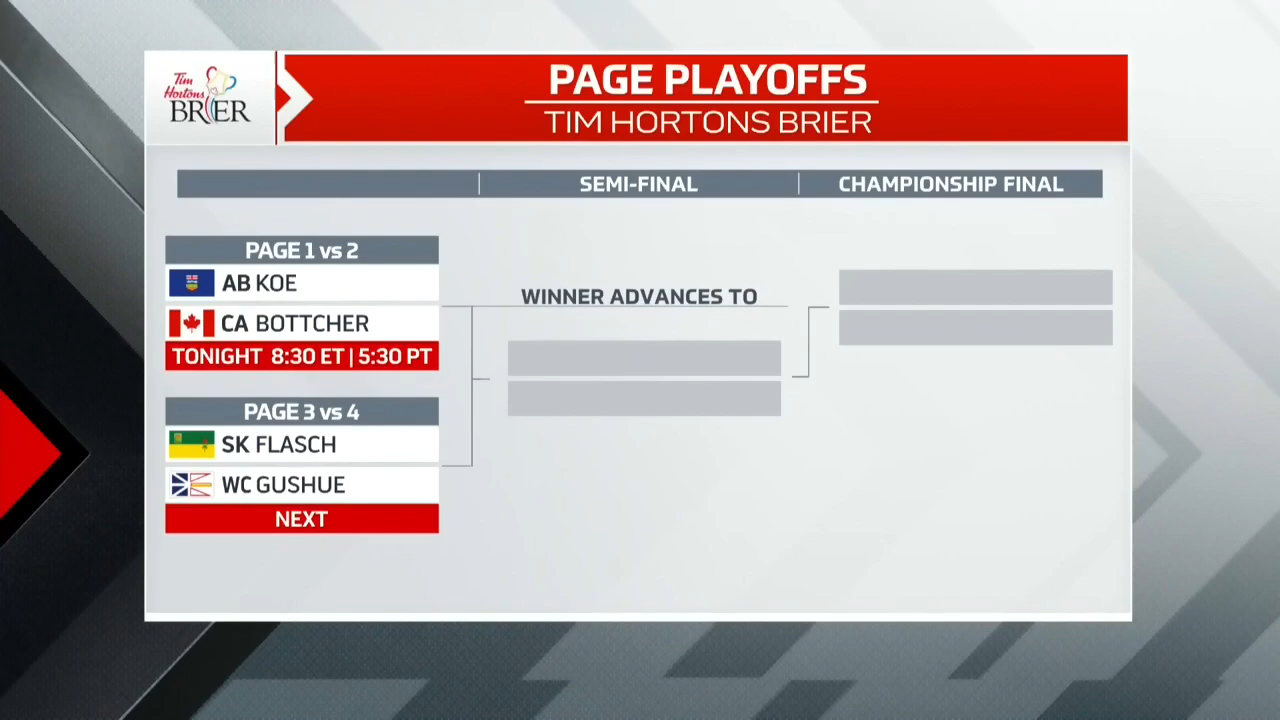 Tim
Hortons
BRIER
PAGE PLAYOFFS
TIM HORTONS BRIER
SEMI-FINAL
CHAMPIONSHIP FINAL
PAGE 1 vs 2
AB KOE
CA BOTTCHER
TONIGHT 8:30 ET | 5:30 PT
WINNER ADVANCES TO
PAGE 3 vs 4
SK FLASCH
WC GUSHUE
NEXT